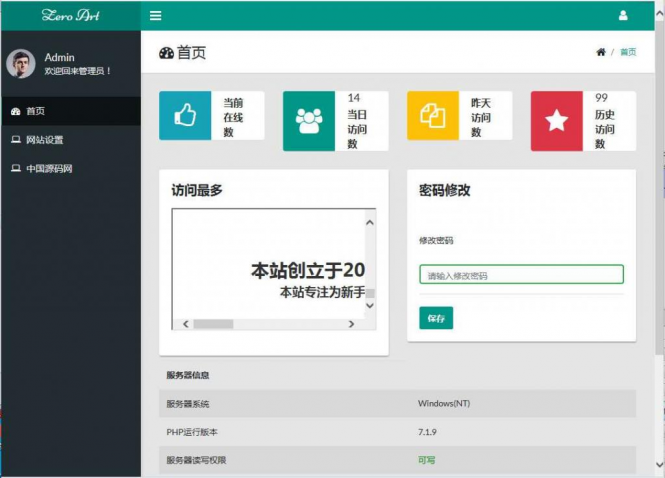 Zero Art
Admin
欢迎回来管理员！
首页
网站设置
中国源码网
首页
/ 首页
当前在线数
14
当日访问数
昨天访问数
99
历史访问数
访问最多
本站创立于20
本站专注为新手
密码修改
修改密码
请输入修改密码
保存
服务器信息
服务器系统 Windows(NT)
PHP运行版本 7.1.9
服务器读写权限 可写